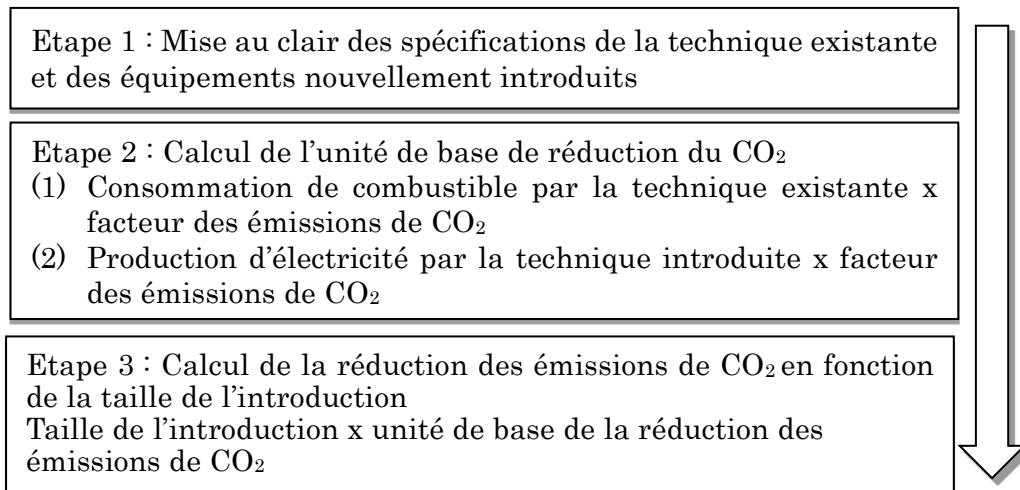 Etape 1 : Mise au clair des spécifications de la technique existante
et des équipements nouvellement introduits
Etape 2 : Calcul de l’unité de base de réduction du CO₂
(1) Consommation de combustible par la technique existante x
facteur des émissions de CO₂
(2) Production d’électricité par la technique introduite x facteur
des émissions de CO₂
Etape 3 : Calcul de la réduction des émissions de CO₂ en fonction
de la taille de l’introduction
Taille de l’introduction x unité de base de la réduction des
émissions de CO₂